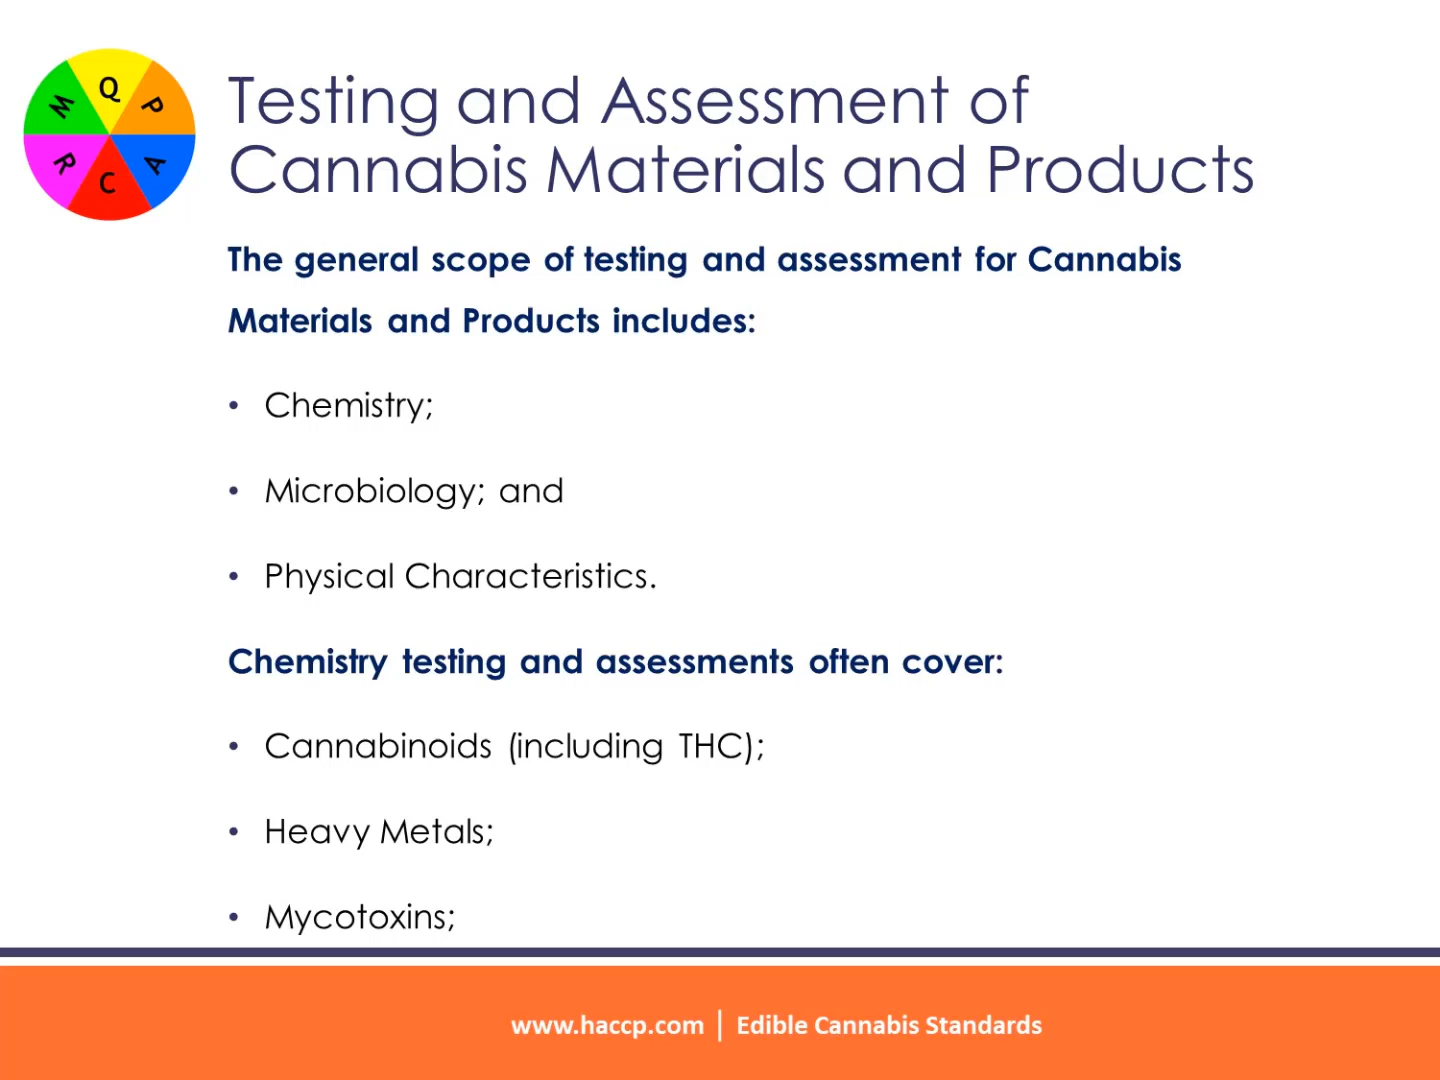 Q
P
A
C
R
M
Testing and Assessment of
Cannabis Materials and Products
The general scope of testing and assessment for Cannabis
Materials and Products includes:
• Chemistry;
• Microbiology; and
• Physical Characteristics.
Chemistry testing and assessments often cover:
• Cannabinoids (including THC);
• Heavy Metals;
• Mycotoxins;
www.haccp.com | Edible Cannabis Standards